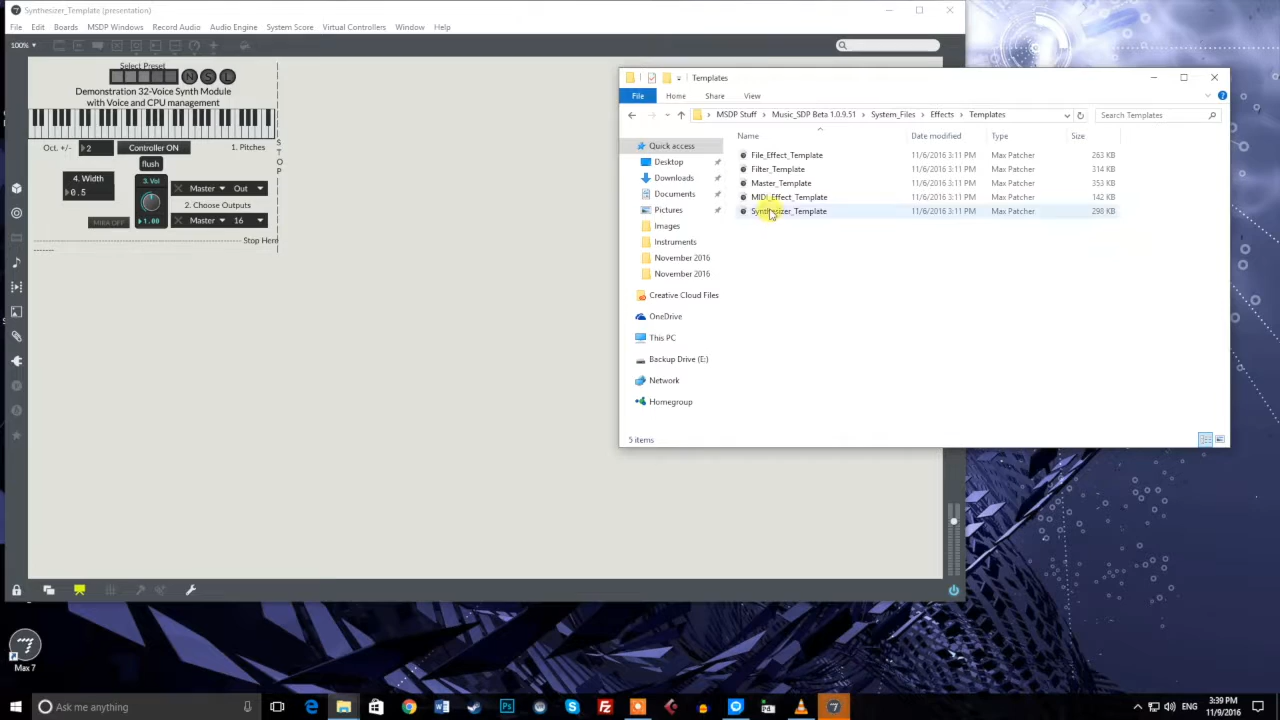 Synthesizer_Template (presentation)
File Edit Boards MSDP Windows Record Audio Audio Engine System Score Virtual Controllers Window Help
100%
Select Preset
N S L
Demonstration 32-Voice Synth Module
with Voice and CPU management
Oct. +/- 2 Controller ON 1. Pitches
STOP
flush
4. Width
0.5
3. Vol
1.00
Master Out
2. Choose Outputs
Master 16
MIRA OFF
Stop Here
Max 7
Templates
File Home Share View
MSDP Stuff Music_SDP Beta 1.0.9.51 System_Files Effects Templates
Search Templates
Name Date modified Type Size
Quick access
Desktop
Downloads
Documents
Pictures
Images
Instruments
November 2016
November 2016
Creative Cloud Files
OneDrive
This PC
Backup Drive (E:)
Network
Homegroup
File_Effect_Template 11/6/2016 3:11 PM Max Patcher 263 KB
Filter_Template 11/6/2016 3:11 PM Max Patcher 314 KB
Master_Template 11/6/2016 3:11 PM Max Patcher 353 KB
MIDI_Effect_Template 11/6/2016 3:11 PM Max Patcher 142 KB
Synthesizer_Template 11/6/2016 3:11 PM Max Patcher 298 KB
5 items
Ask me anything
3:39 PM
11/9/2016